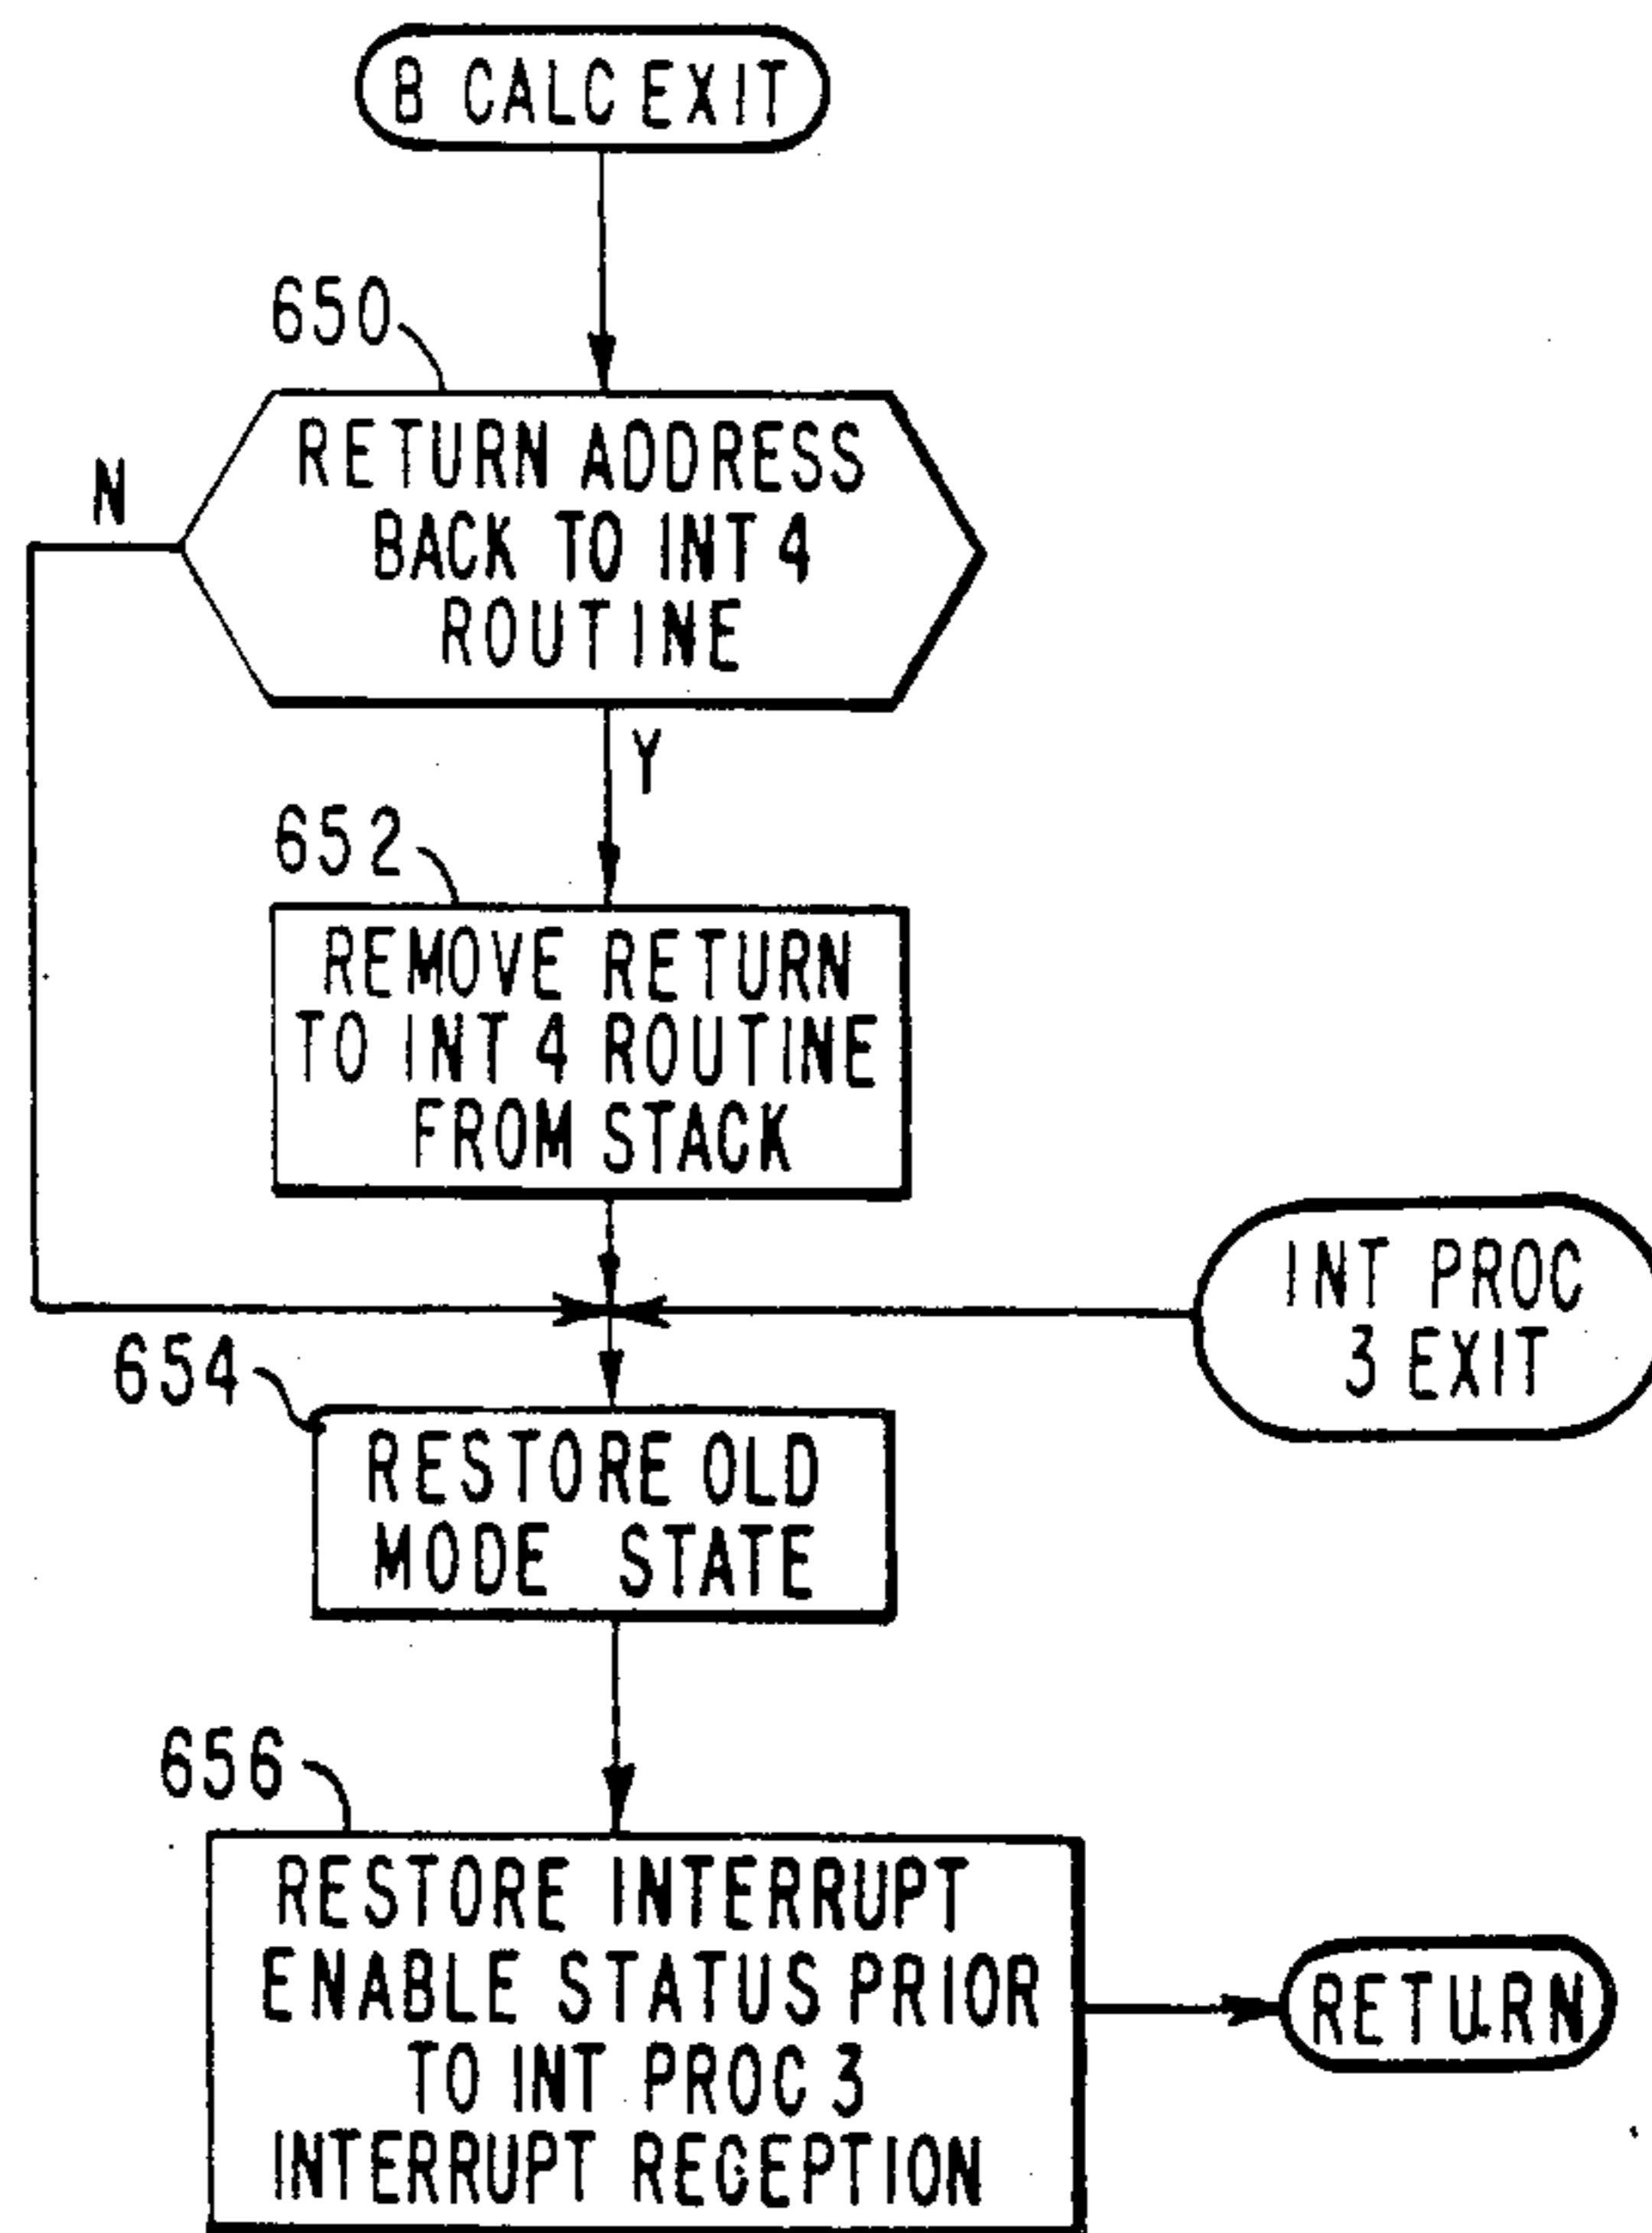 B CALC EXIT
650
RETURN ADDRESS
BACK TO INT 4
ROUTINE
N
Y
652
REMOVE RETURN
TO INT 4 ROUTINE
FROM STACK
INT PROC
3 EXIT
654
RESTORE OLD
MODE STATE
656
RESTORE INTERRUPT
ENABLE STATUS PRIOR
TO INT PROC 3
INTERRUPT RECEPTION
RETURN